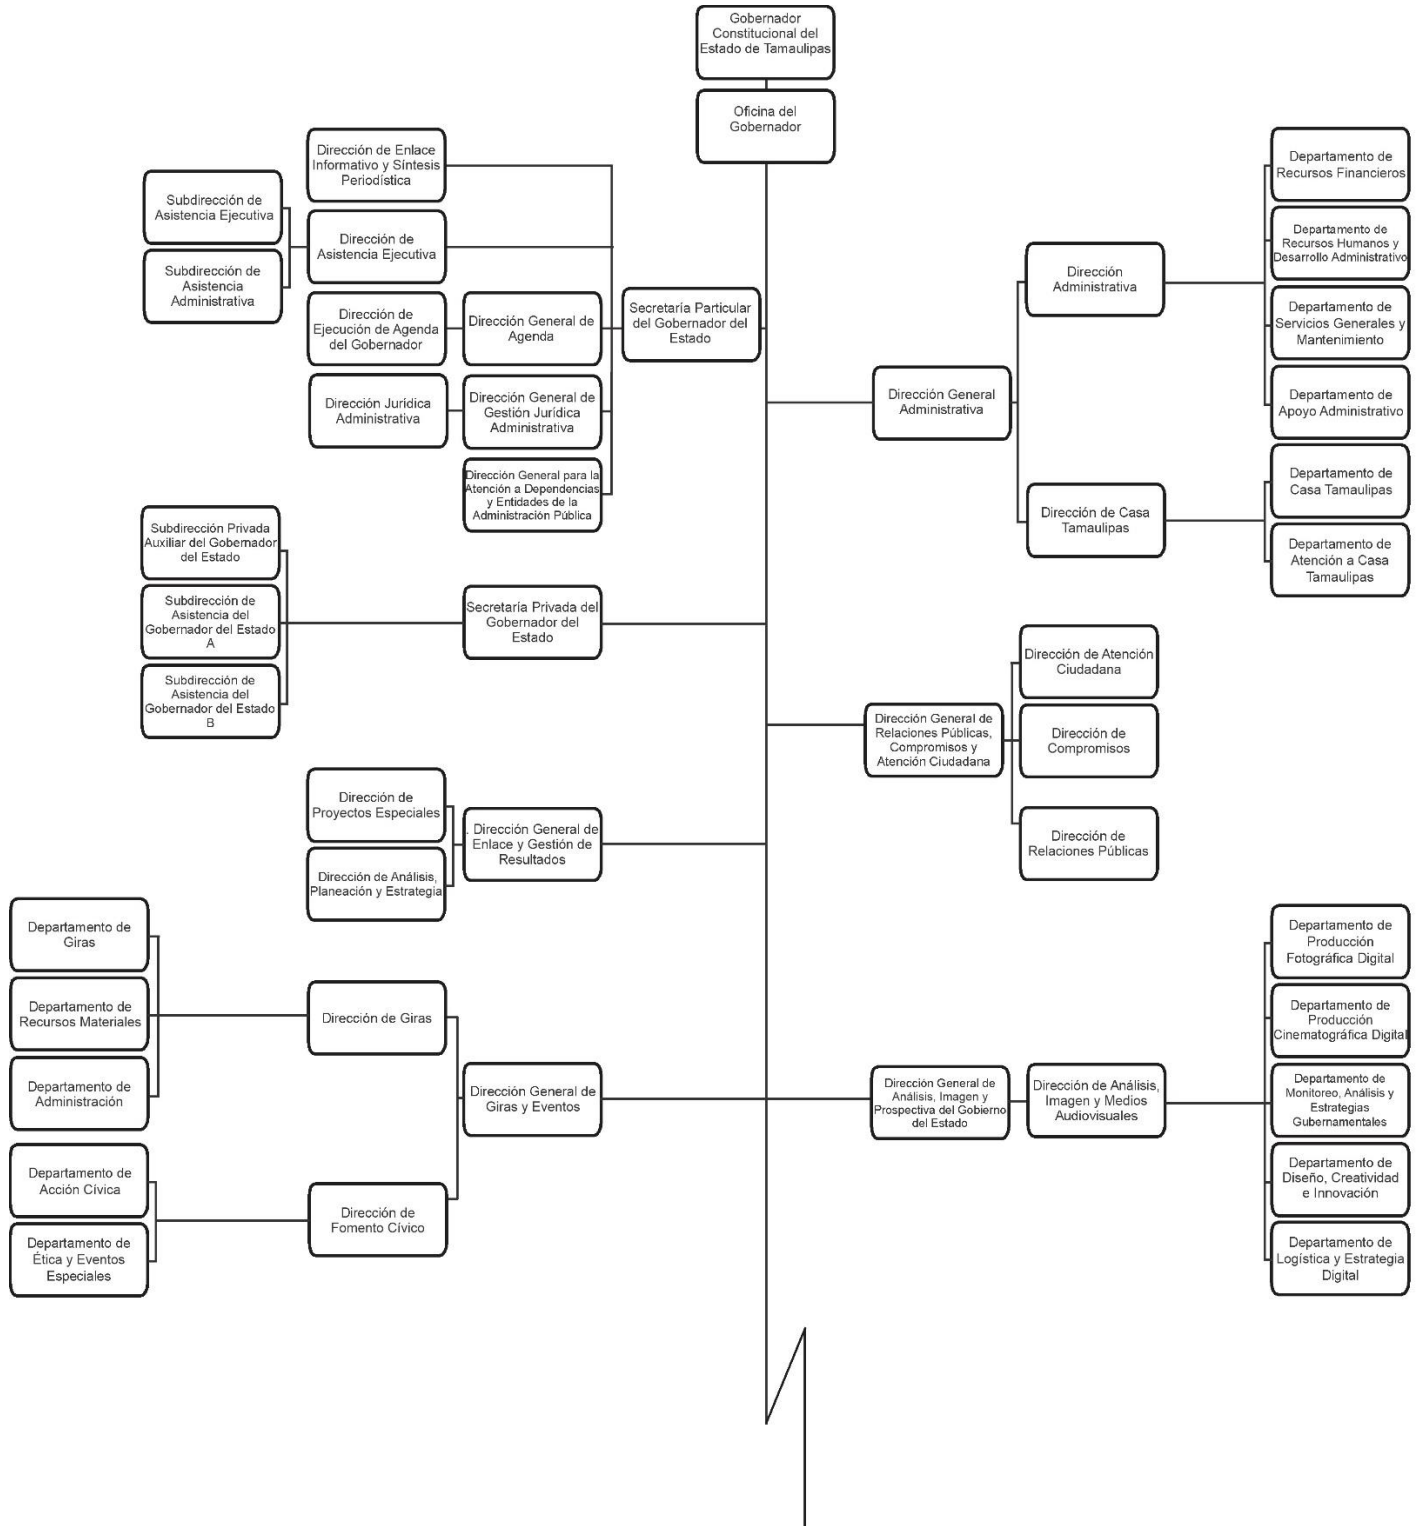 Gobernador
Constitucional del
Estado de Tamaulipas
Oficina del
Gobernador
Dirección de Enlace
Informativo y Síntesis
Periodística
Subdirección de
Asistencia Ejecutiva
Dirección de
Asistencia Ejecutiva
Subdirección de
Asistencia
Administrativa
Dirección de
Ejecución de Agenda
del Gobernador
Dirección General de
Agenda
Secretaría Particular
del Gobernador del
Estado
Dirección Jurídica
Administrativa
Dirección General de
Gestión Jurídica
Administrativa
Dirección General para la
Atención a Dependencias
y Entidades de la
Administración Pública
Subdirección Privada
Auxiliar del Gobernador
del Estado
Subdirección de
Asistencia del
Gobernador del Estado
A
Subdirección de
Asistencia del
Gobernador del Estado
B
Secretaría Privada del
Gobernador del
Estado
Dirección de
Proyectos Especiales
Dirección de Análisis,
Planeación y Estrategia
. Dirección General de
Enlace y Gestión de
Resultados
Departamento de
Giras
Departamento de
Recursos Materiales
Departamento de
Administración
Dirección de Giras
Dirección General de
Giras y Eventos
Departamento de
Acción Cívica
Departamento de
Ética y Eventos
Especiales
Dirección de
Fomento Cívico
Departamento de
Recursos Financieros
Departamento de
Recursos Humanos y
Desarrollo Administrativo
Dirección
Administrativa
Departamento de
Servicios Generales y
Mantenimiento
Departamento de
Apoyo Administrativo
Dirección General
Administrativa
Departamento de
Casa Tamaulipas
Dirección de Casa
Tamaulipas
Departamento de
Atención a Casa
Tamaulipas
Dirección de Atención
Ciudadana
Dirección General de
Relaciones Públicas,
Compromisos y
Atención Ciudadana
Dirección de
Compromisos
Dirección de
Relaciones Públicas
Departamento de
Producción
Fotográfica Digital
Departamento de
Producción
Cinematográfica Digital
Dirección General de
Análisis, Imagen y
Prospectiva del Gobierno
del Estado
Dirección de Análisis,
Imagen y Medios
Audiovisuales
Departamento de
Monitoreo, Análisis y
Estrategias
Gubernamentales
Departamento de
Diseño, Creatividad
e Innovación
Departamento de
Logística y Estrategia
Digital